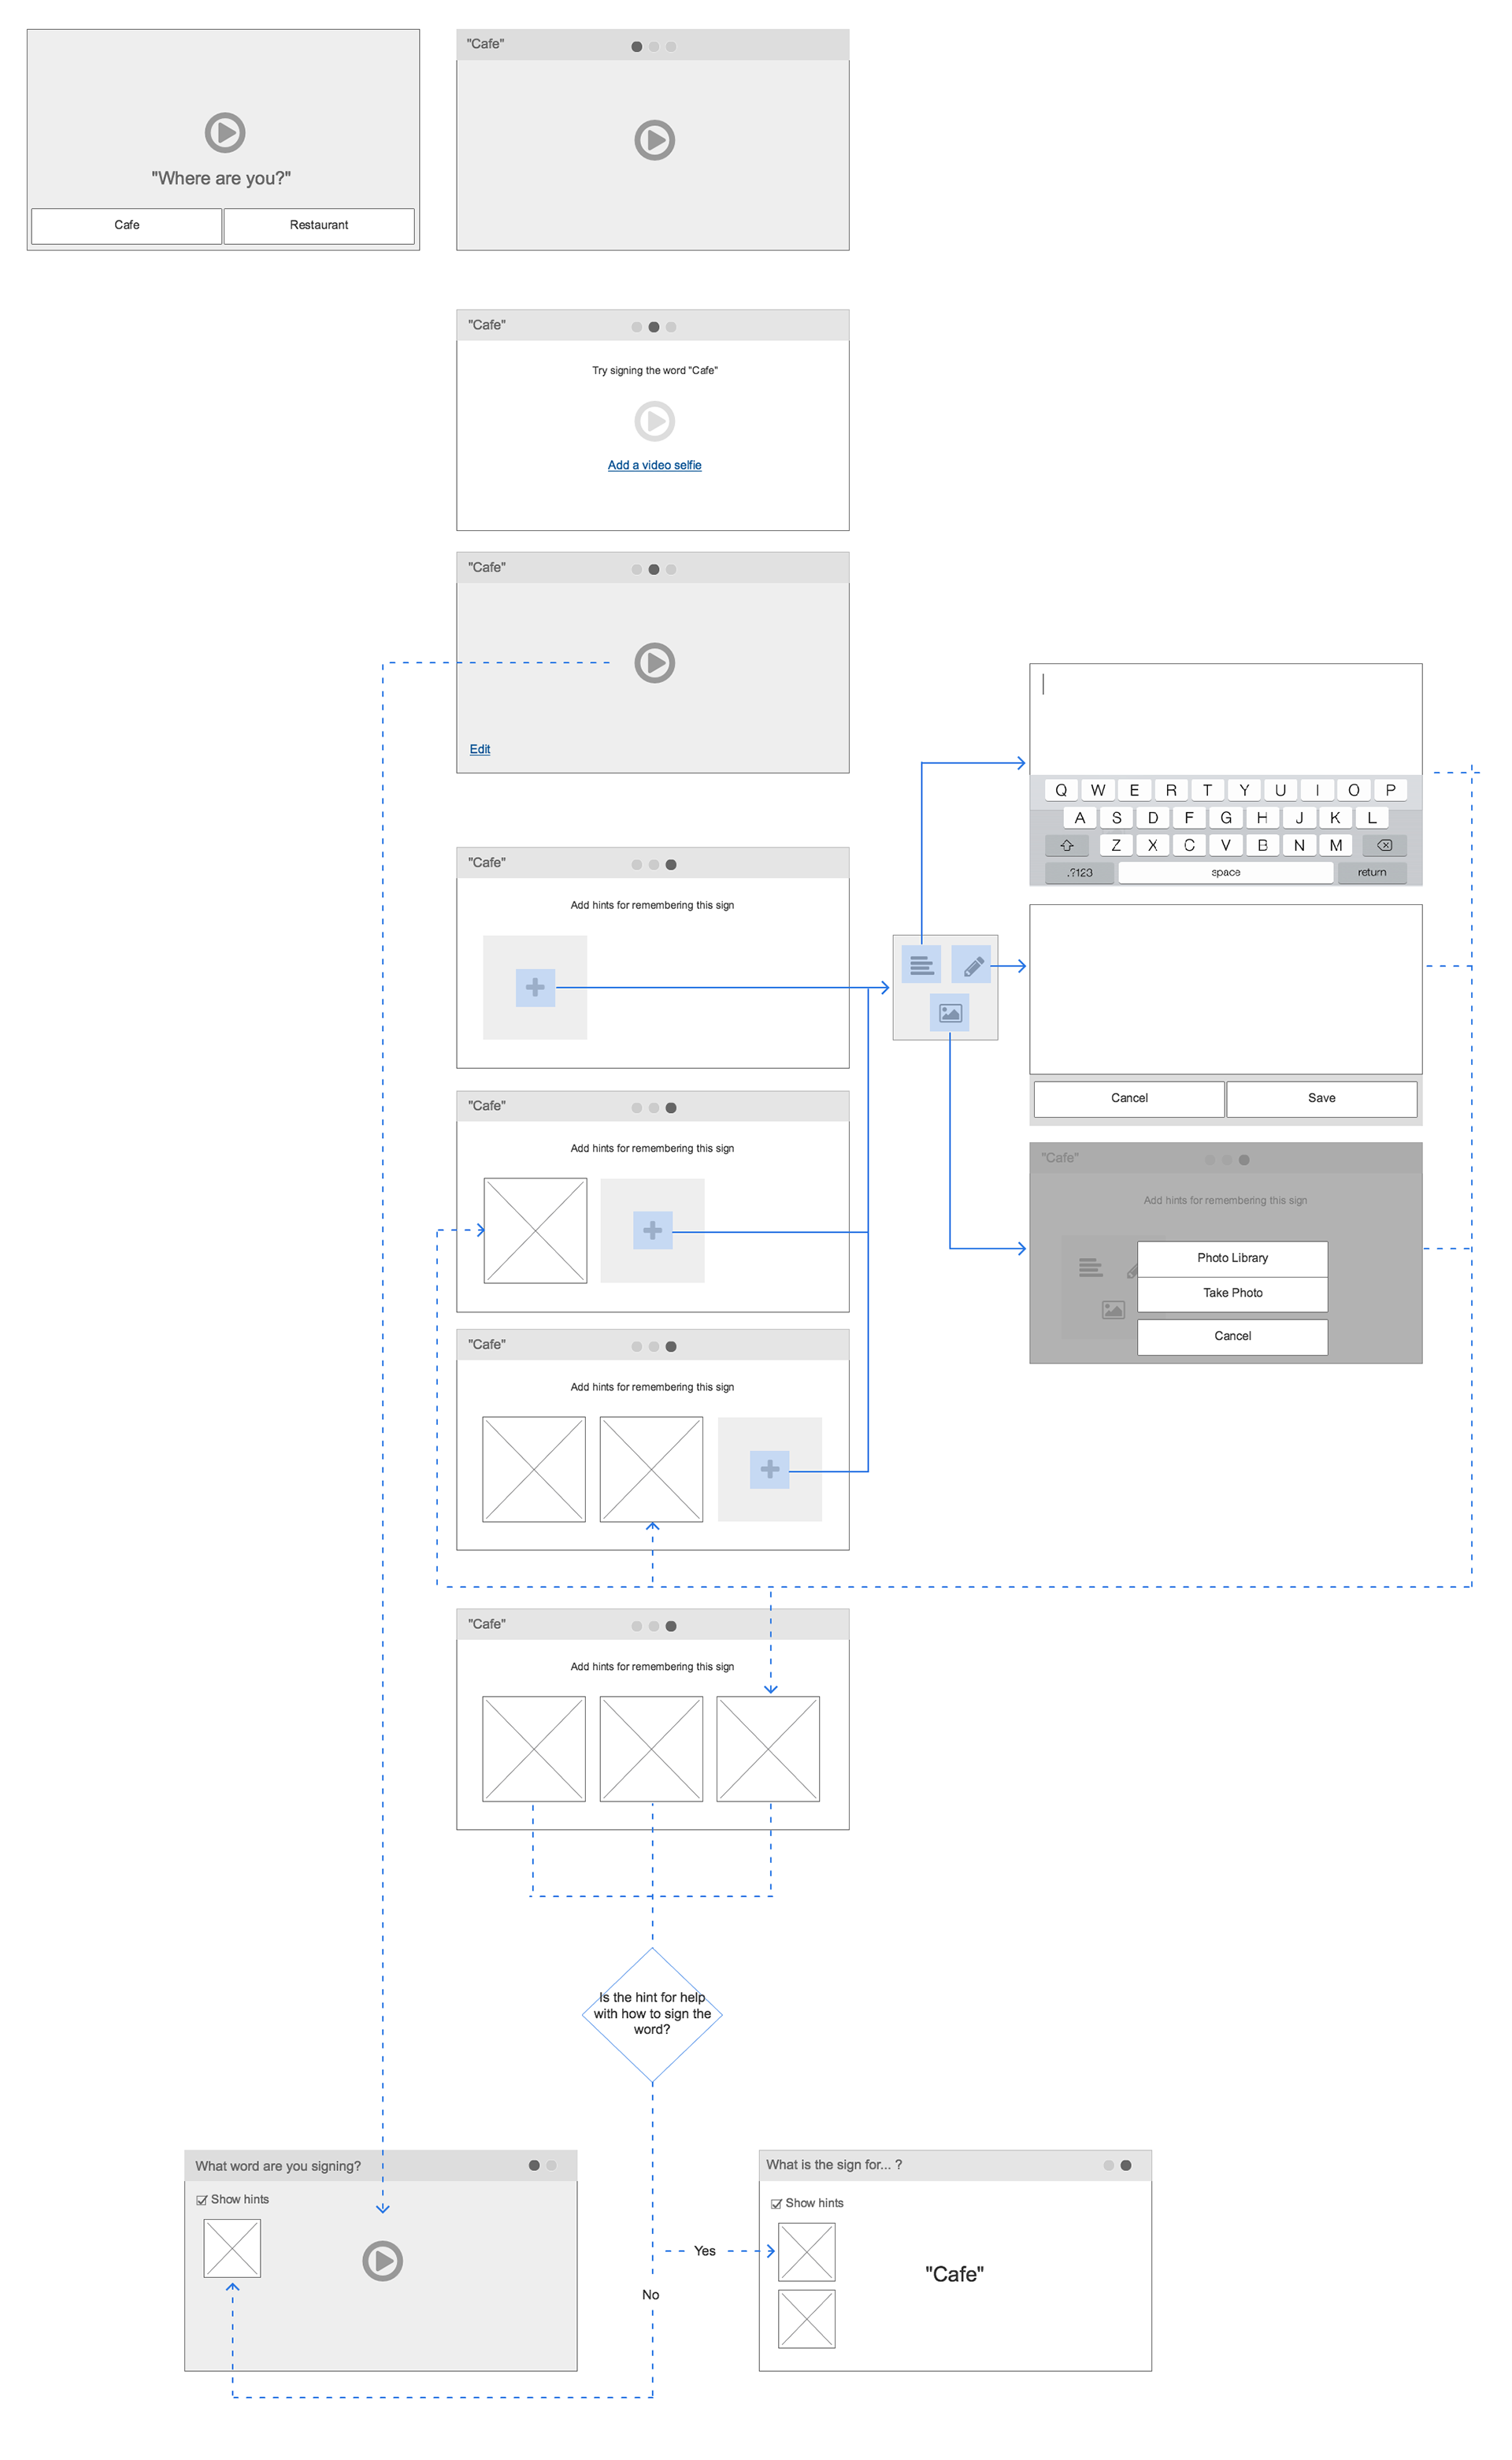 "Where are you?"
Cafe
Restaurant
"Cafe"
"Cafe"
Try signing the word "Cafe"
Add a video selfie
"Cafe"
Edit
Q W E R T Y U I O P
A S D F G H J K L
Z X C V B N M
.?123 space return
"Cafe"
Add hints for remembering this sign
Cancel
Save
"Cafe"
Add hints for remembering this sign
"Cafe"
Add hints for remembering this sign
Photo Library
Take Photo
Cancel
"Cafe"
Add hints for remembering this sign
"Cafe"
Add hints for remembering this sign
Is the hint for help
with how to sign the
word?
Yes
No
What word are you signing?
Show hints
What is the sign for... ?
Show hints
"Cafe"